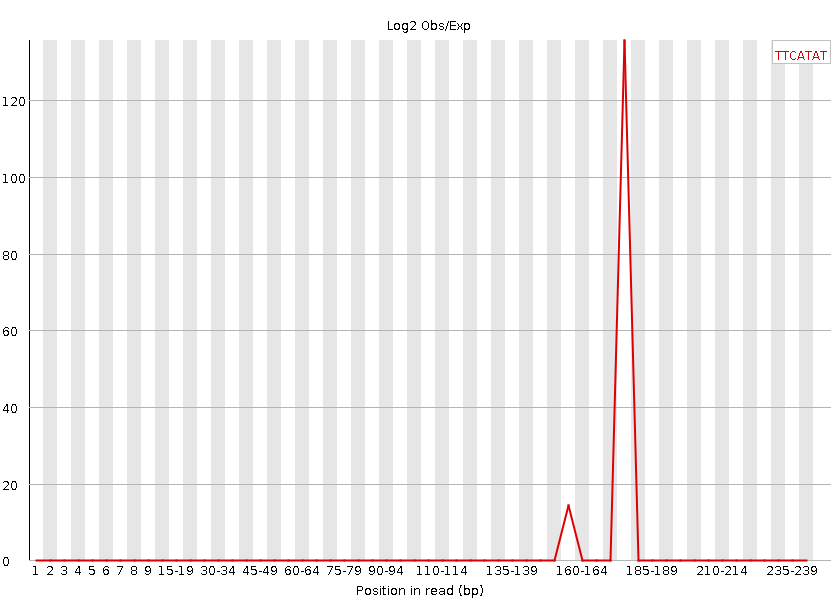 Log2 Obs/Exp
TTCATAT
120
100
80
60
40
20
0
1 2 3 4 5 6 7 8 9 15-19 30-34 45-49 60-64 75-79 90-94 110-114 135-139 160-164 185-189 210-214 235-239
Position in read (bp)